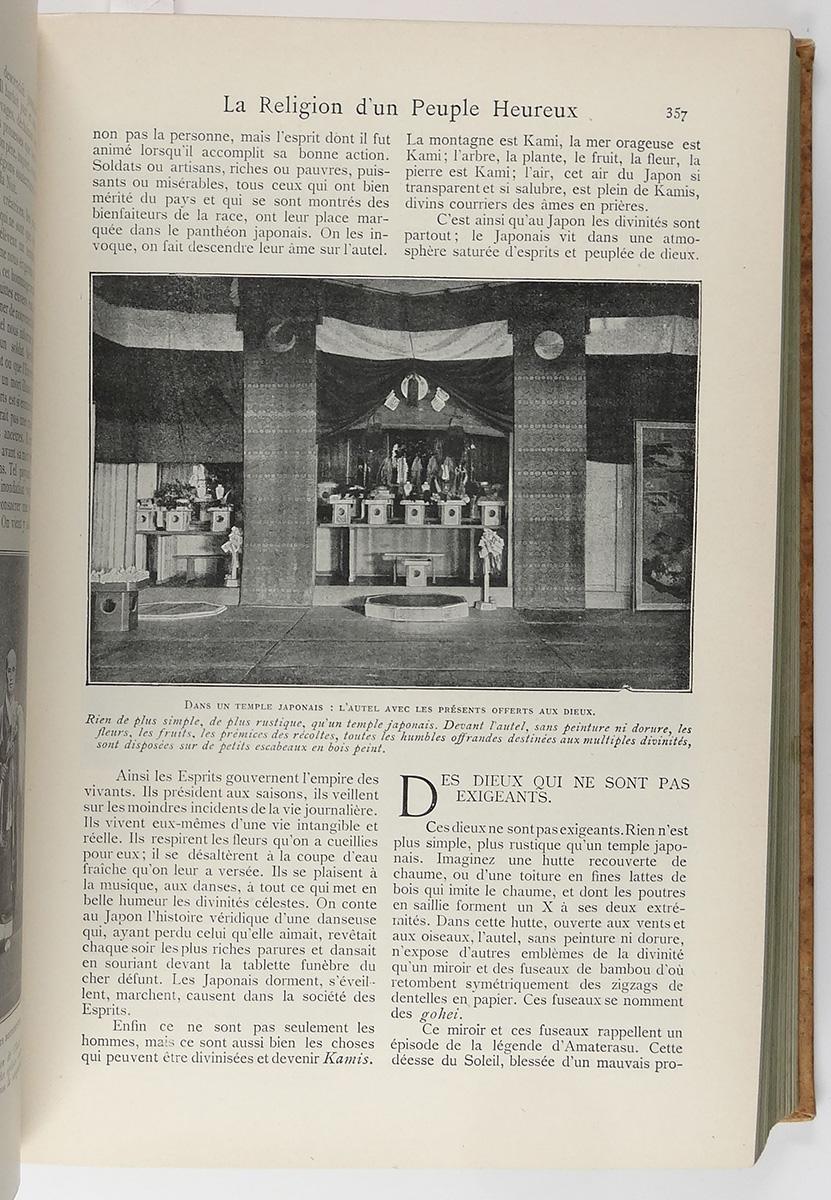 La Religion d'un Peuple Heureux
357
non pas la personne, mais l'esprit dont il fut
animé lorsqu'il accomplit sa bonne action.
Soldats ou artisans, riches ou pauvres, puis-
sants ou misérables, tous ceux qui ont bien
mérité du pays et qui se sont montrés des
bienfaiteurs de la race, ont leur place mar-
quée dans le panthéon japonais. On les in-
voque, on fait descendre leur âme sur l'autel.
La montagne est Kami, la mer orageuse est
Kami; l'arbre, la plante, le fruit, la fleur, la
pierre est Kami; l'air, cet air du Japon si
transparent et si salubre, est plein de Kamis,
divins courriers des âmes en prières.
C'est ainsi qu'au Japon les divinités sont
partout; le Japonais vit dans une atmo-
sphère saturée d'esprits et peuplée de dieux.
DANS UN TEMPLE JAPONAIS : L'AUTEL AVEC LES PRÉSENTS OFFERTS AUX DIEUX.
Rien de plus simple, de plus rustique, qu'un temple japonais. Devant l'autel, sans peinture ni dorure, les
fleurs, les fruits, les prémices des récoltes, toutes les humbles offrandes destinées aux multiples divinités,
sont disposées sur de petits escabeaux en bois peint.
Ainsi les Esprits gouvernent l'empire des
vivants. Ils président aux saisons, ils veillent
sur les moindres incidents de la vie journalière.
Ils vivent eux-mêmes d'une vie intangible et
réelle. Ils respirent les fleurs qu'on a cueillies
pour eux; il se désaltèrent à la coupe d'eau
fraîche qu'on leur a versée. Ils se plaisent à
la musique, aux danses, à tout ce qui met en
belle humeur les divinités célestes. On conte
au Japon l'histoire véridique d'une danseuse
qui, ayant perdu celui qu'elle aimait, revêtait
chaque soir les plus riches parures et dansait
en souriant devant la tablette funèbre du
cher défunt. Les Japonais dorment, s'éveil-
lent, marchent, causent dans la société des
Esprits.
Enfin ce ne sont pas seulement les
hommes, mais ce sont aussi bien les choses
qui peuvent être divinisées et devenir Kamis.
DES DIEUX QUI NE SONT PAS
EXIGEANTS.
Ces dieux ne sont pas exigeants. Rien n'est
plus simple, plus rustique qu'un temple japo-
nais. Imaginez une hutte recouverte de
chaume, ou d'une toiture en fines lattes de
bois qui imite le chaume, et dont les poutres
en saillie forment un X à ses deux extré-
mités. Dans cette hutte, ouverte aux vents et
aux oiseaux, l'autel, sans peinture ni dorure,
n'expose d'autres emblèmes de la divinité
qu'un miroir et des fuseaux de bambou d'où
retombent symétriquement des zigzags de
dentelles en papier. Ces fuseaux se nomment
des gohei.
Ce miroir et ces fuseaux rappellent un
épisode de la légende d'Amaterasu. Cette
déesse du Soleil, blessée d'un mauvais pro-